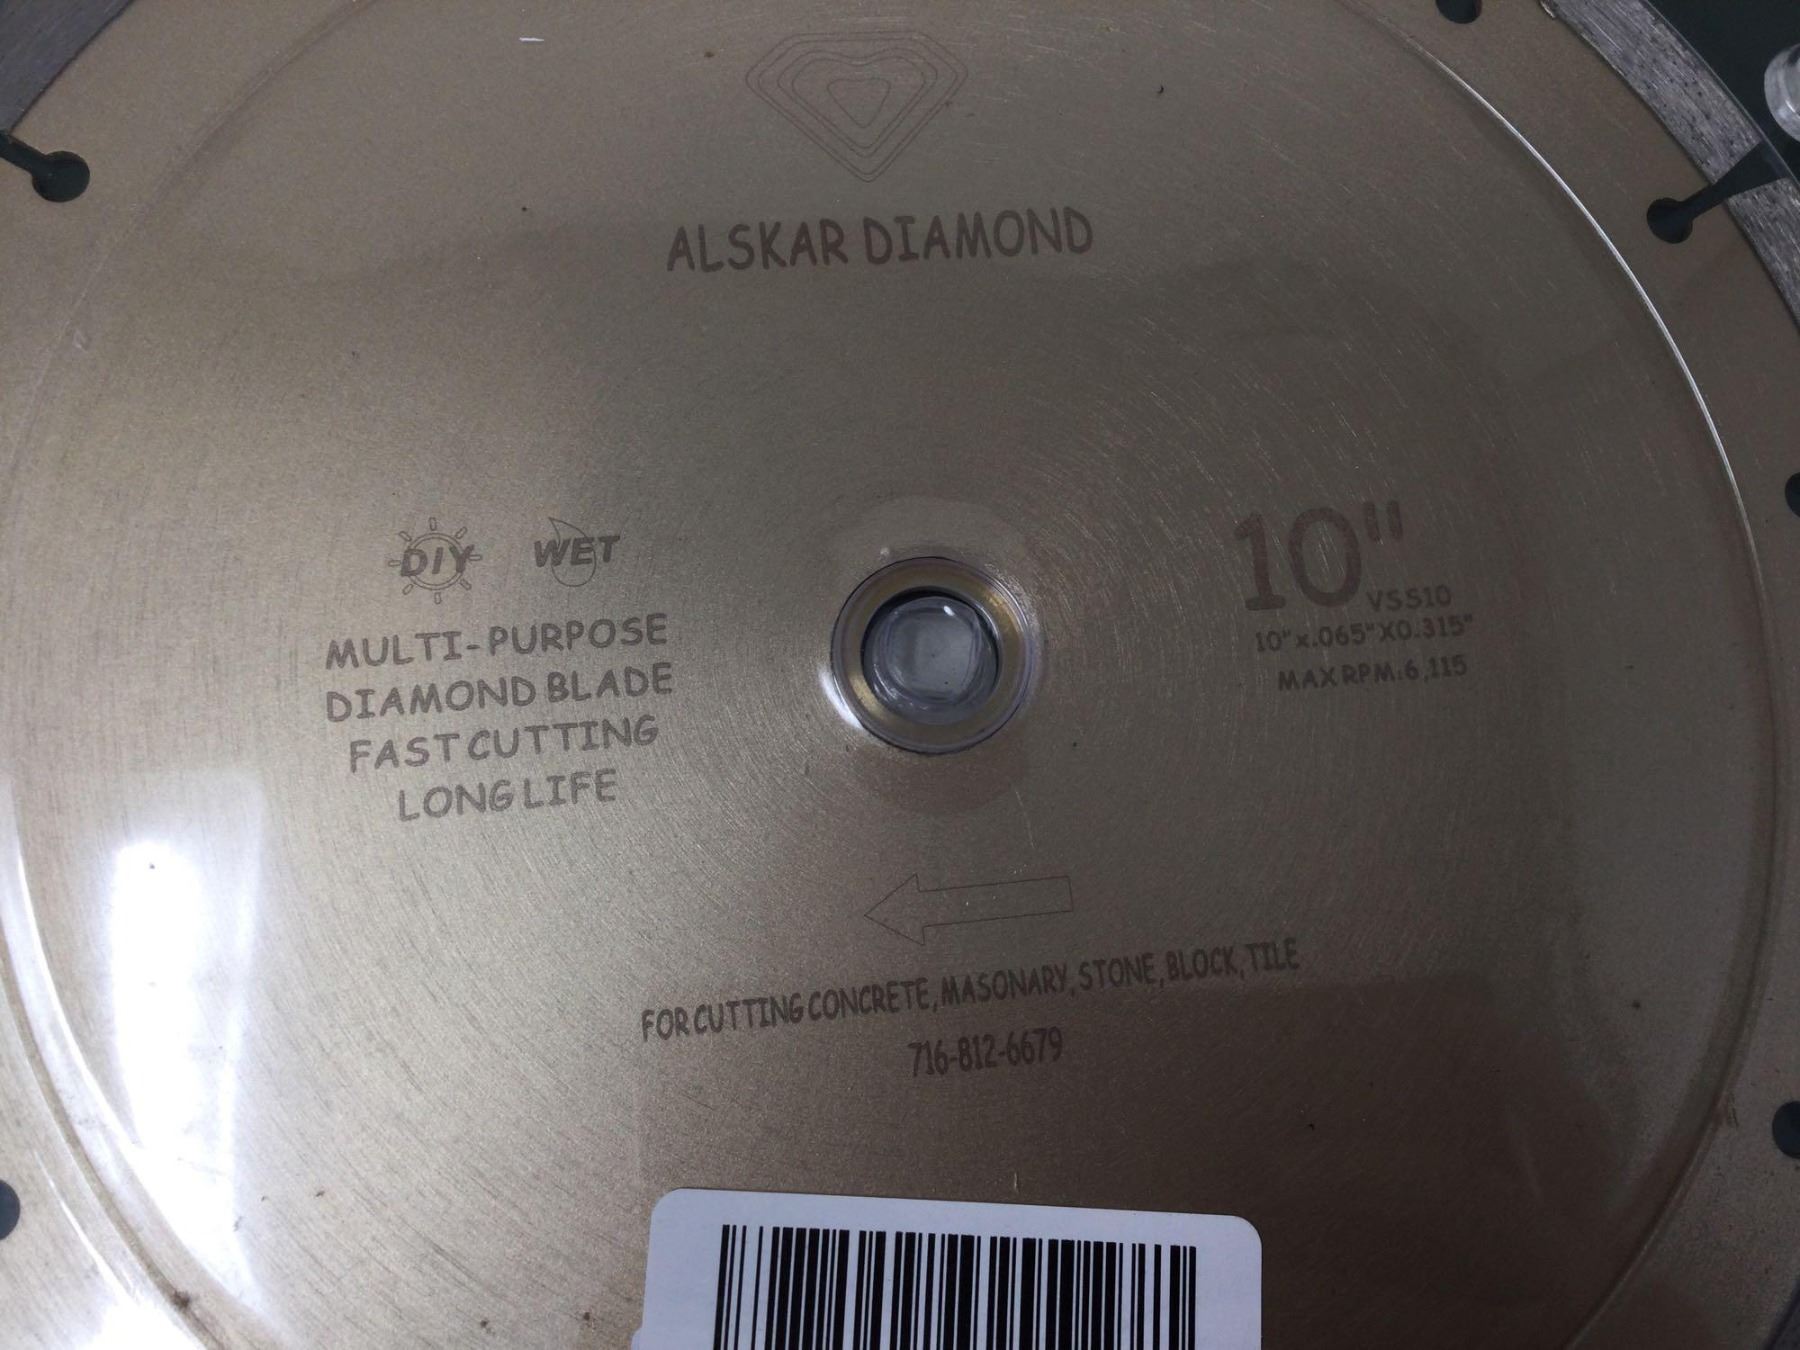 ALSKAR DIAMOND
DIY WET
MULTI-PURPOSE
DIAMOND BLADE
FAST CUTTING
LONG LIFE
10"
VSS10
10"x.065"X0.315"
MAX RPM:6,115
FOR CUTTING CONCRETE, MASONARY, STONE, BLOCK, TILE
716-812-6679